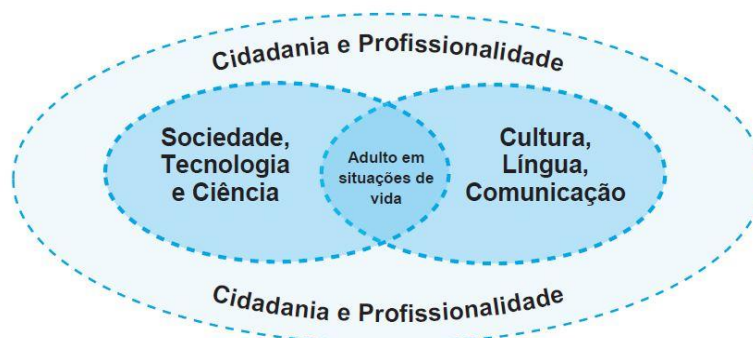 Cidadania e Profissionalidade
Sociedade,
Tecnologia
e Ciência
Adulto em
situações de
vida
Cultura,
Língua,
Comunicação
Cidadania e Profissionalidade